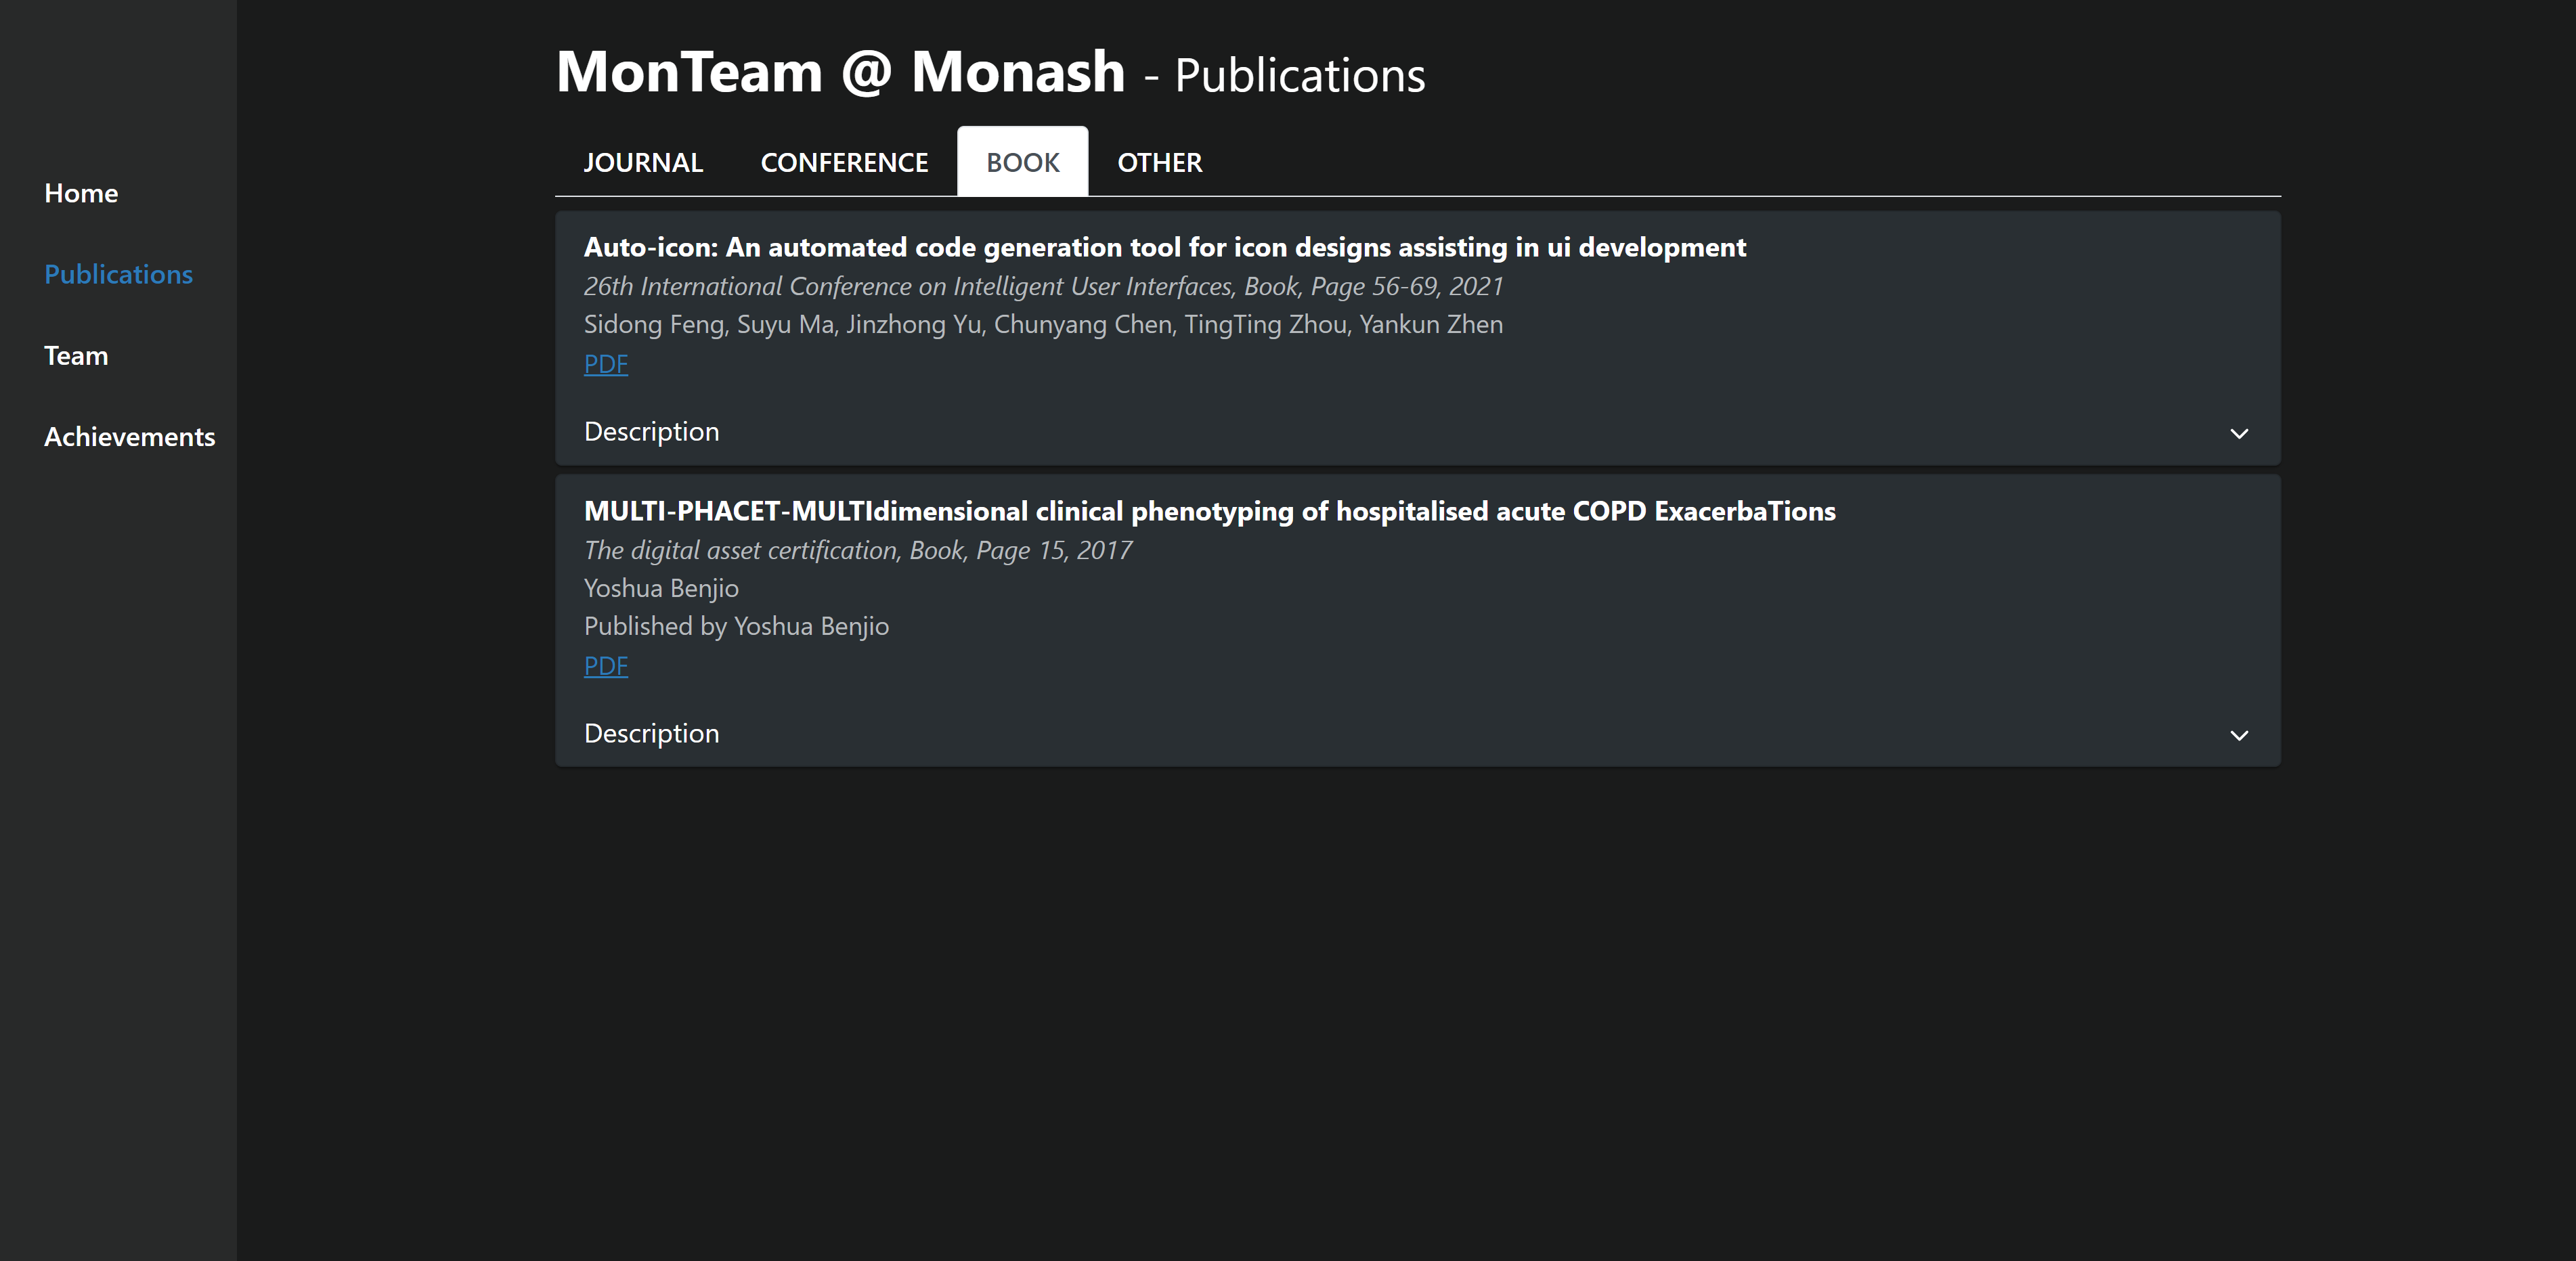 MonTeam @ Monash - Publications
JOURNAL CONFERENCE BOOK OTHER
Home
Publications
Team
Achievements
Auto-icon: An automated code generation tool for icon designs assisting in ui development
26th International Conference on Intelligent User Interfaces, Book, Page 56-69, 2021
Sidong Feng, Suyu Ma, Jinzhong Yu, Chunyang Chen, TingTing Zhou, Yankun Zhen
PDF
Description
MULTI-PHACET-MULTIdimensional clinical phenotyping of hospitalised acute COPD ExacerbaTions
The digital asset certification, Book, Page 15, 2017
Yoshua Benjio
Published by Yoshua Benjio
PDF
Description